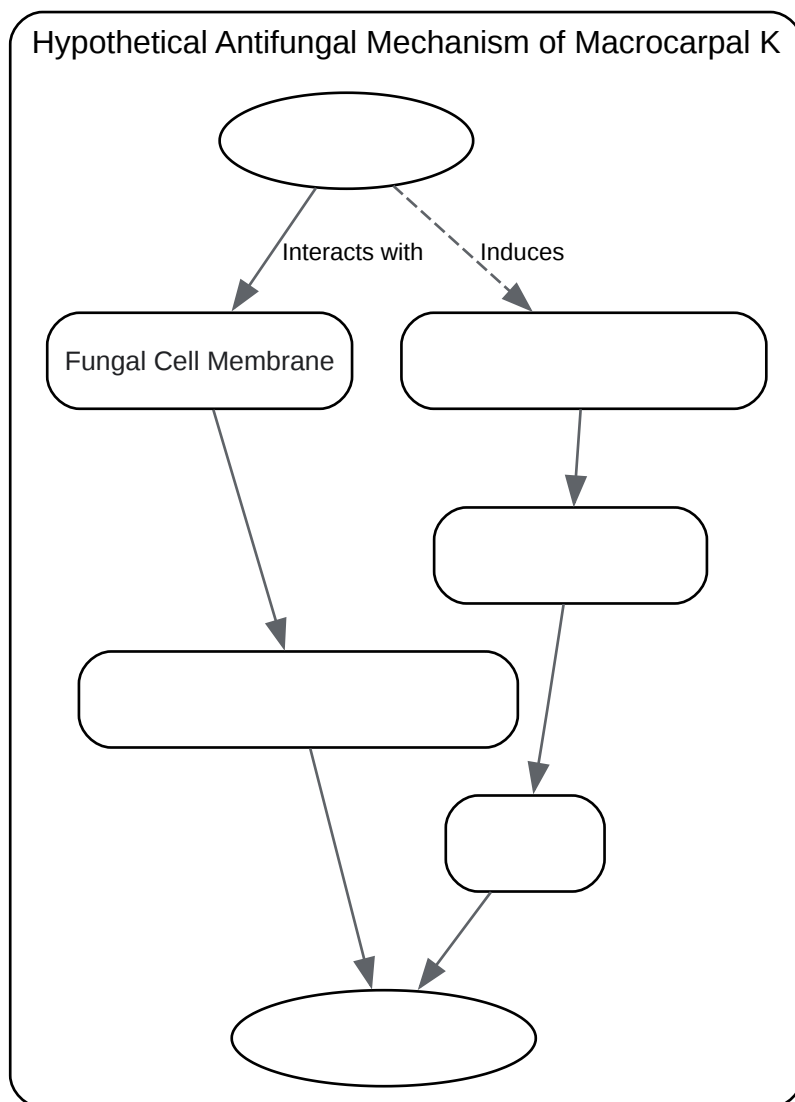 Hypothetical Antifungal Mechanism of Macrocarpal K
Interacts with
Induces
Fungal Cell Membrane